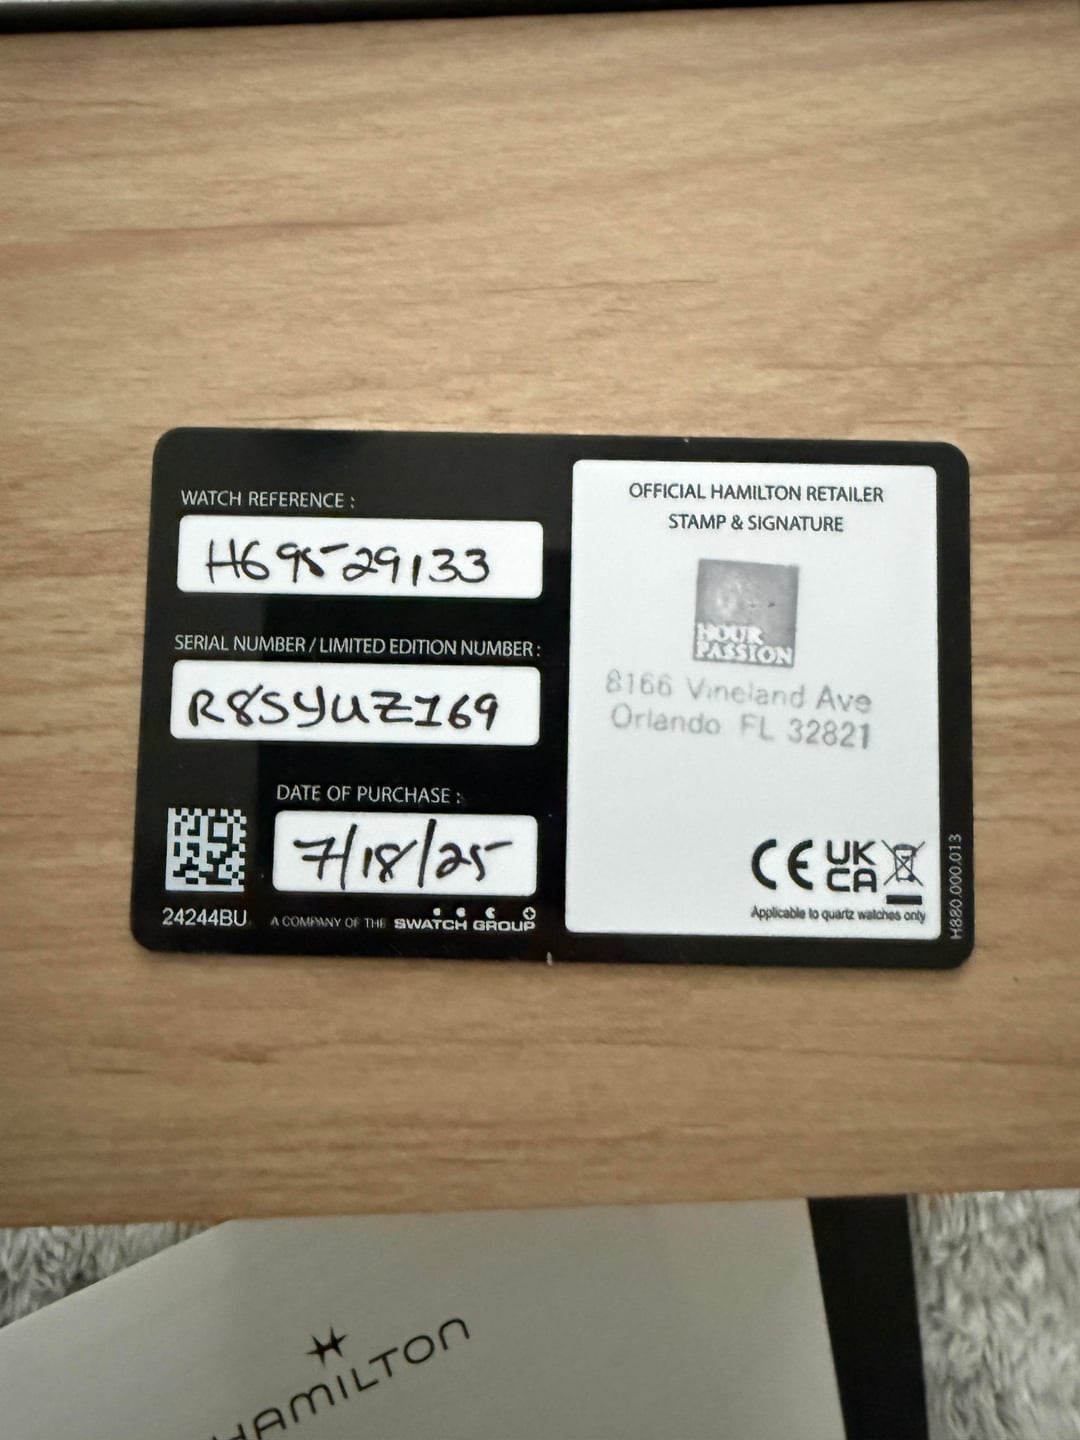 WATCH REFERENCE :
H69529133
SERIAL NUMBER / LIMITED EDITION NUMBER :
R8SYUZ169
DATE OF PURCHASE :
7/18/25
24244BU
A COMPANY OF THE SWATCH GROUP
OFFICIAL HAMILTON RETAILER
STAMP & SIGNATURE
HOUR
PASSION
8166 Vineland Ave
Orlando FL 32821
CE UK
CA
Applicable to quartz watches only
H880.000.013
HAMILTON